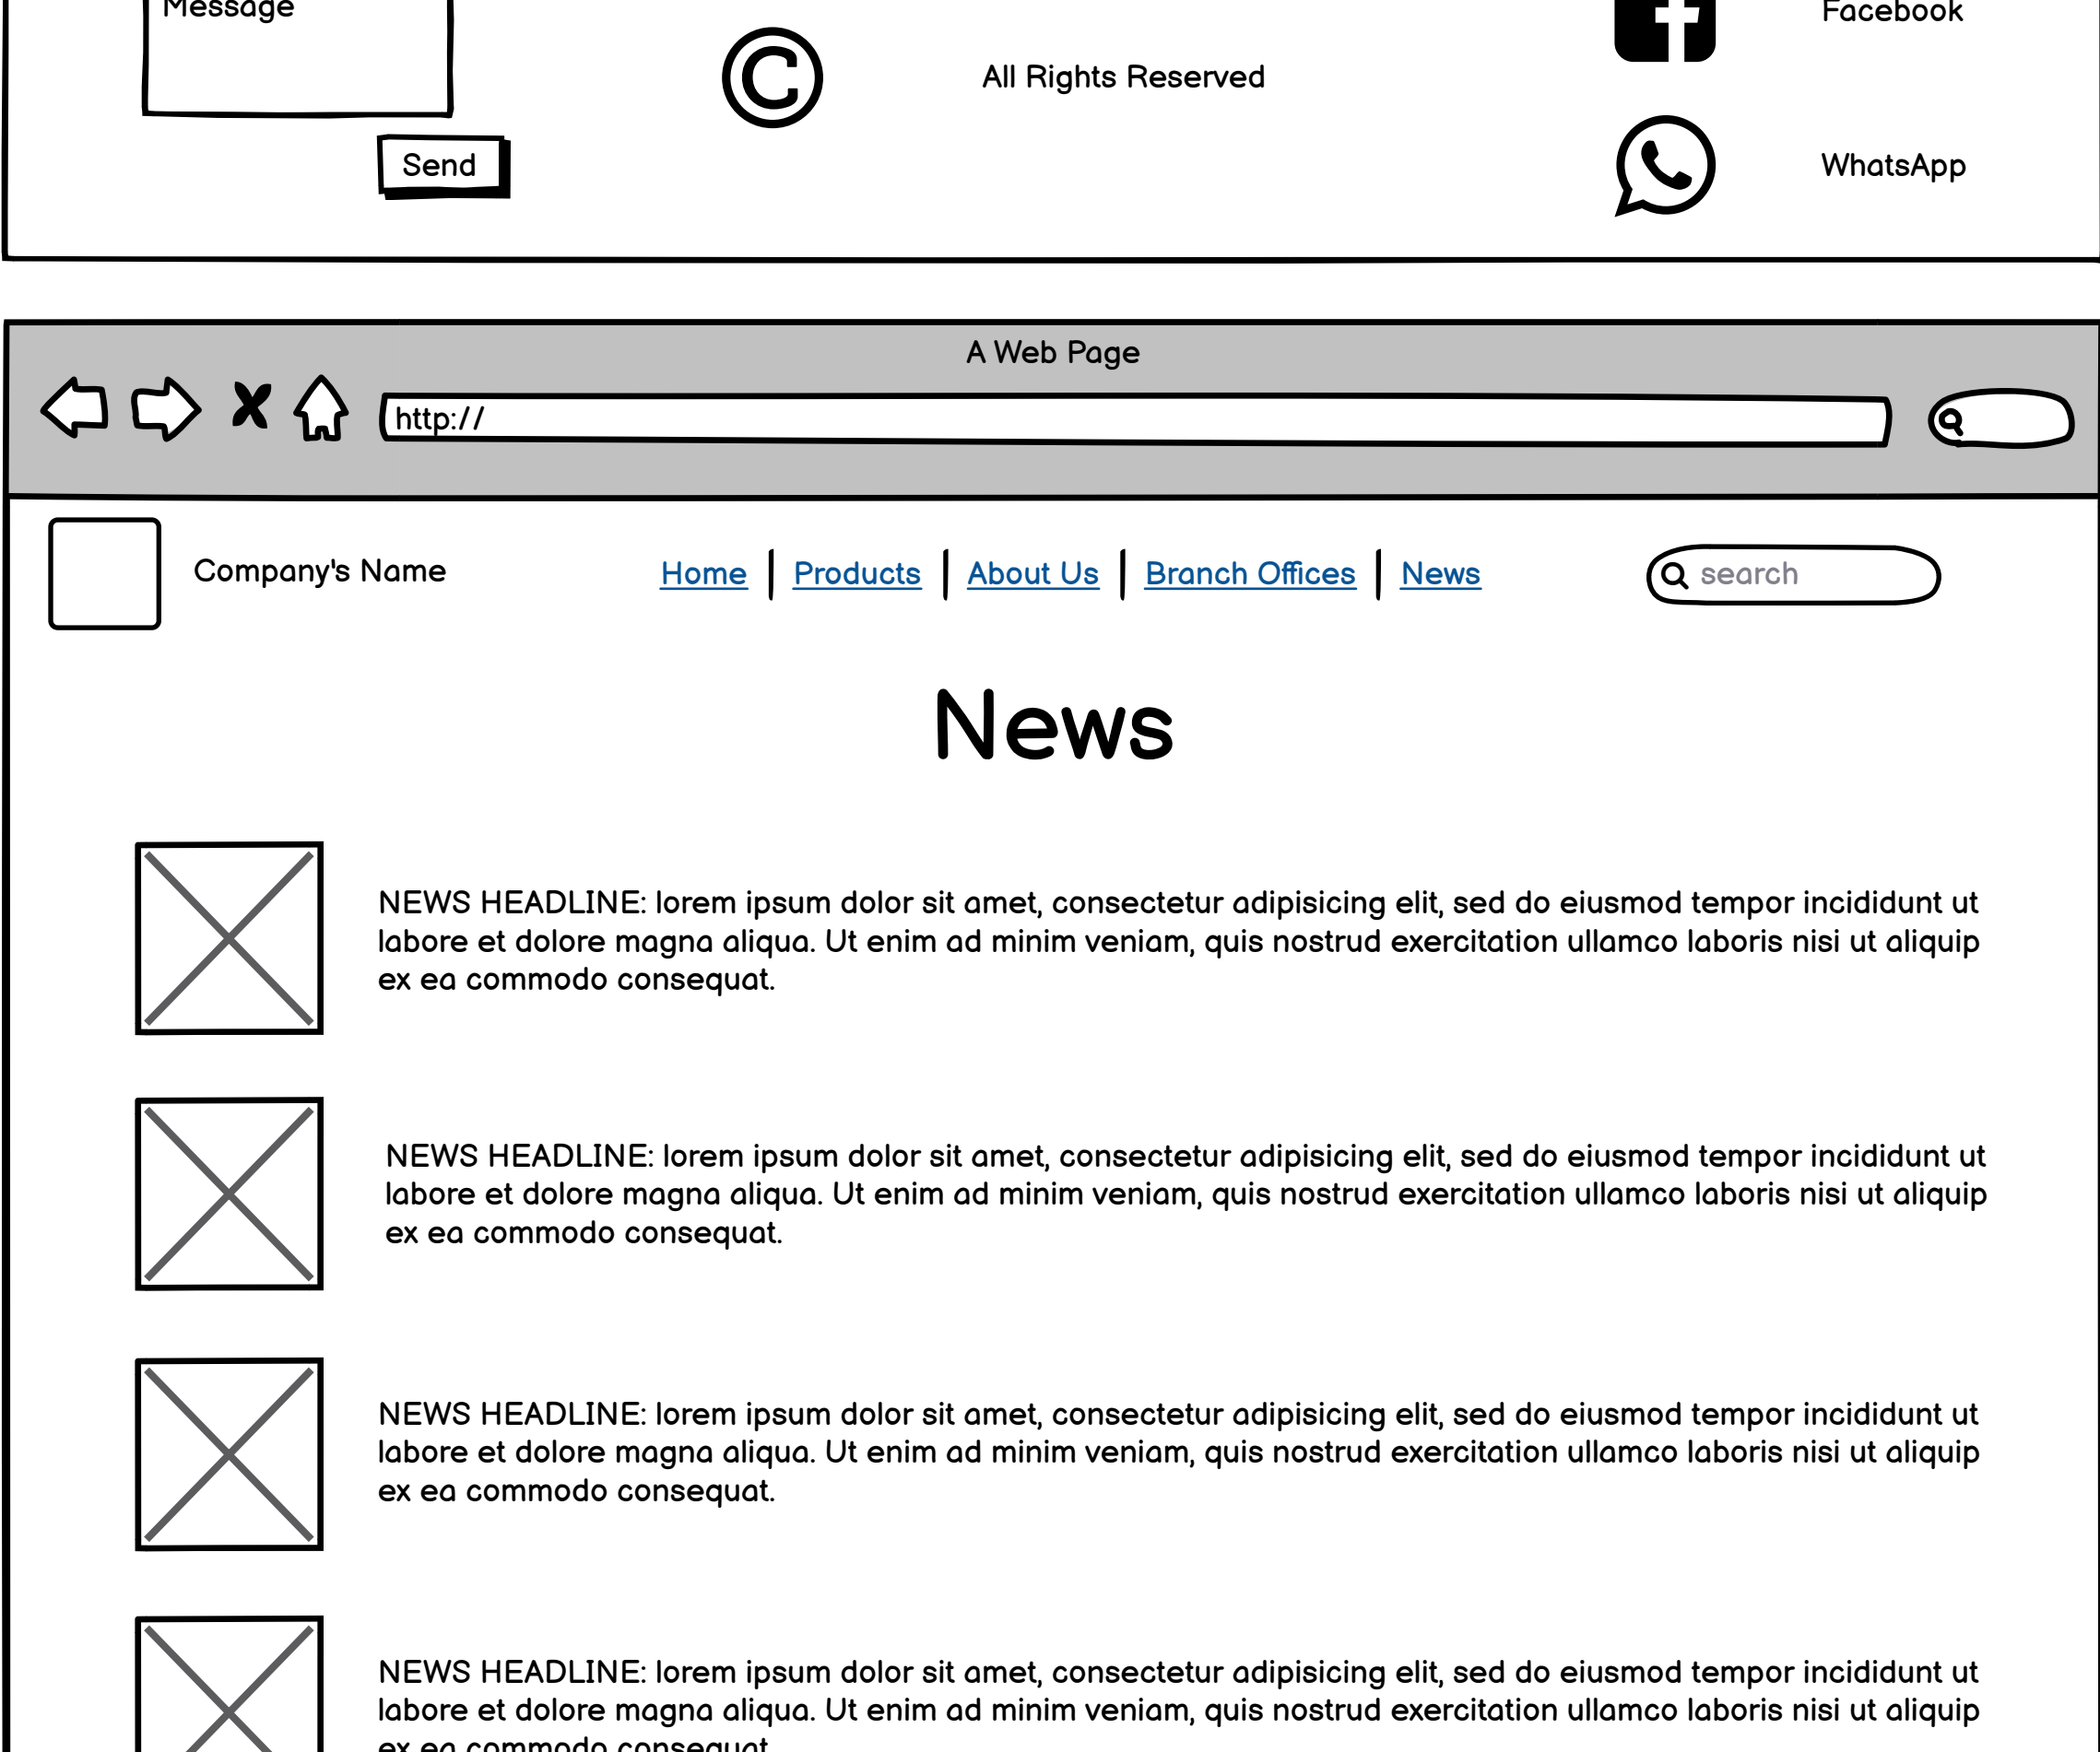 Message
Facebook
All Rights Reserved
Send
WhatsApp
A Web Page
http://
Company's Name
Home
Products
About Us
Branch Offices
News
search
News
NEWS HEADLINE: lorem ipsum dolor sit amet, consectetur adipisicing elit, sed do eiusmod tempor incididunt ut
labore et dolore magna aliqua. Ut enim ad minim veniam, quis nostrud exercitation ullamco laboris nisi ut aliquip
ex ea commodo consequat.
NEWS HEADLINE: lorem ipsum dolor sit amet, consectetur adipisicing elit, sed do eiusmod tempor incididunt ut
labore et dolore magna aliqua. Ut enim ad minim veniam, quis nostrud exercitation ullamco laboris nisi ut aliquip
ex ea commodo consequat.
NEWS HEADLINE: lorem ipsum dolor sit amet, consectetur adipisicing elit, sed do eiusmod tempor incididunt ut
labore et dolore magna aliqua. Ut enim ad minim veniam, quis nostrud exercitation ullamco laboris nisi ut aliquip
ex ea commodo consequat.
NEWS HEADLINE: lorem ipsum dolor sit amet, consectetur adipisicing elit, sed do eiusmod tempor incididunt ut
labore et dolore magna aliqua. Ut enim ad minim veniam, quis nostrud exercitation ullamco laboris nisi ut aliquip
ex ea commodo consequat.